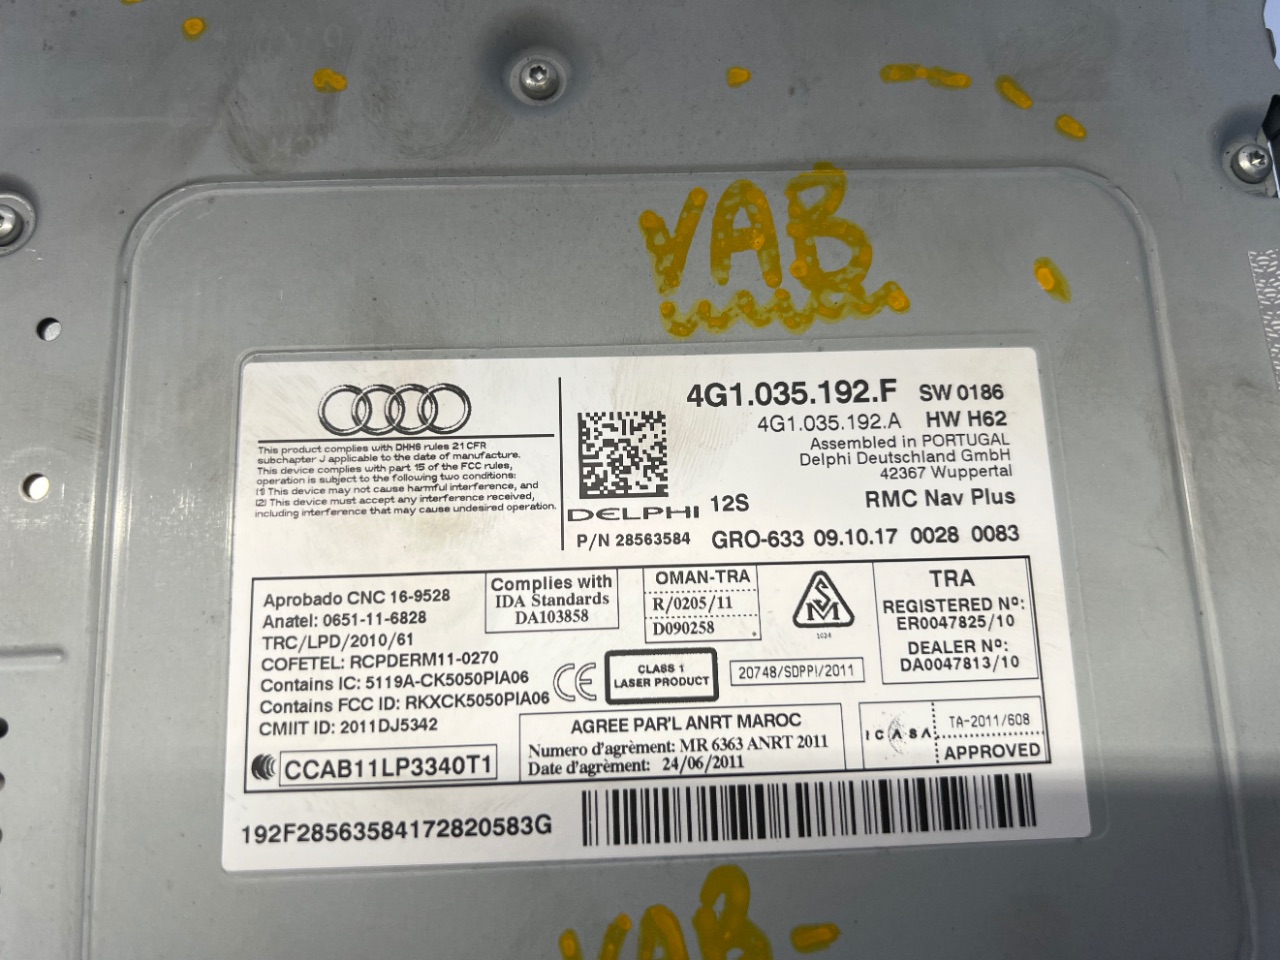 VAB
4G1.035.192.F SW 0186
4G1.035.192.A HW H62
Assembled in PORTUGAL
Delphi Deutschland GmbH
42367 Wuppertal
This product complies with DHHS rules 21 CFR
subchapter J applicable to the date of manufacture.
This device complies with part 15 of the FCC rules,
operation is subject to the following two conditions:
(1) This device may not cause harmful interference, and
(2) This device must accept any interference received,
including interference that may cause undesired operation.
DELPHI 12S RMC Nav Plus
P/N 28563584 GRO-633 09.10.17 0028 0083
Aprobado CNC 16-9528
Anatel: 0651-11-6828
TRC/LPD/2010/61
COFETEL: RCPDERM11-0270
Contains IC: 5119A-CK5050PIA06
Contains FCC ID: RKXCK5050PIA06
CMIIT ID: 2011DJ5342
CCAB11LP3340T1
Complies with
IDA Standards
DA103858
OMAN-TRA
R/0205/11
D090258
SM
1024
TRA
REGISTERED Nº:
ER0047825/10
DEALER Nº:
DA0047813/10
CE
CLASS 1
LASER PRODUCT
20748/SDPPI/2011
AGREE PAR'L ANRT MAROC
Numero d'agrèment: MR 6363 ANRT 2011
Date d'agrèment: 24/06/2011
ICASA
TA-2011/608
APPROVED
192F28563584172820583G
VAB-